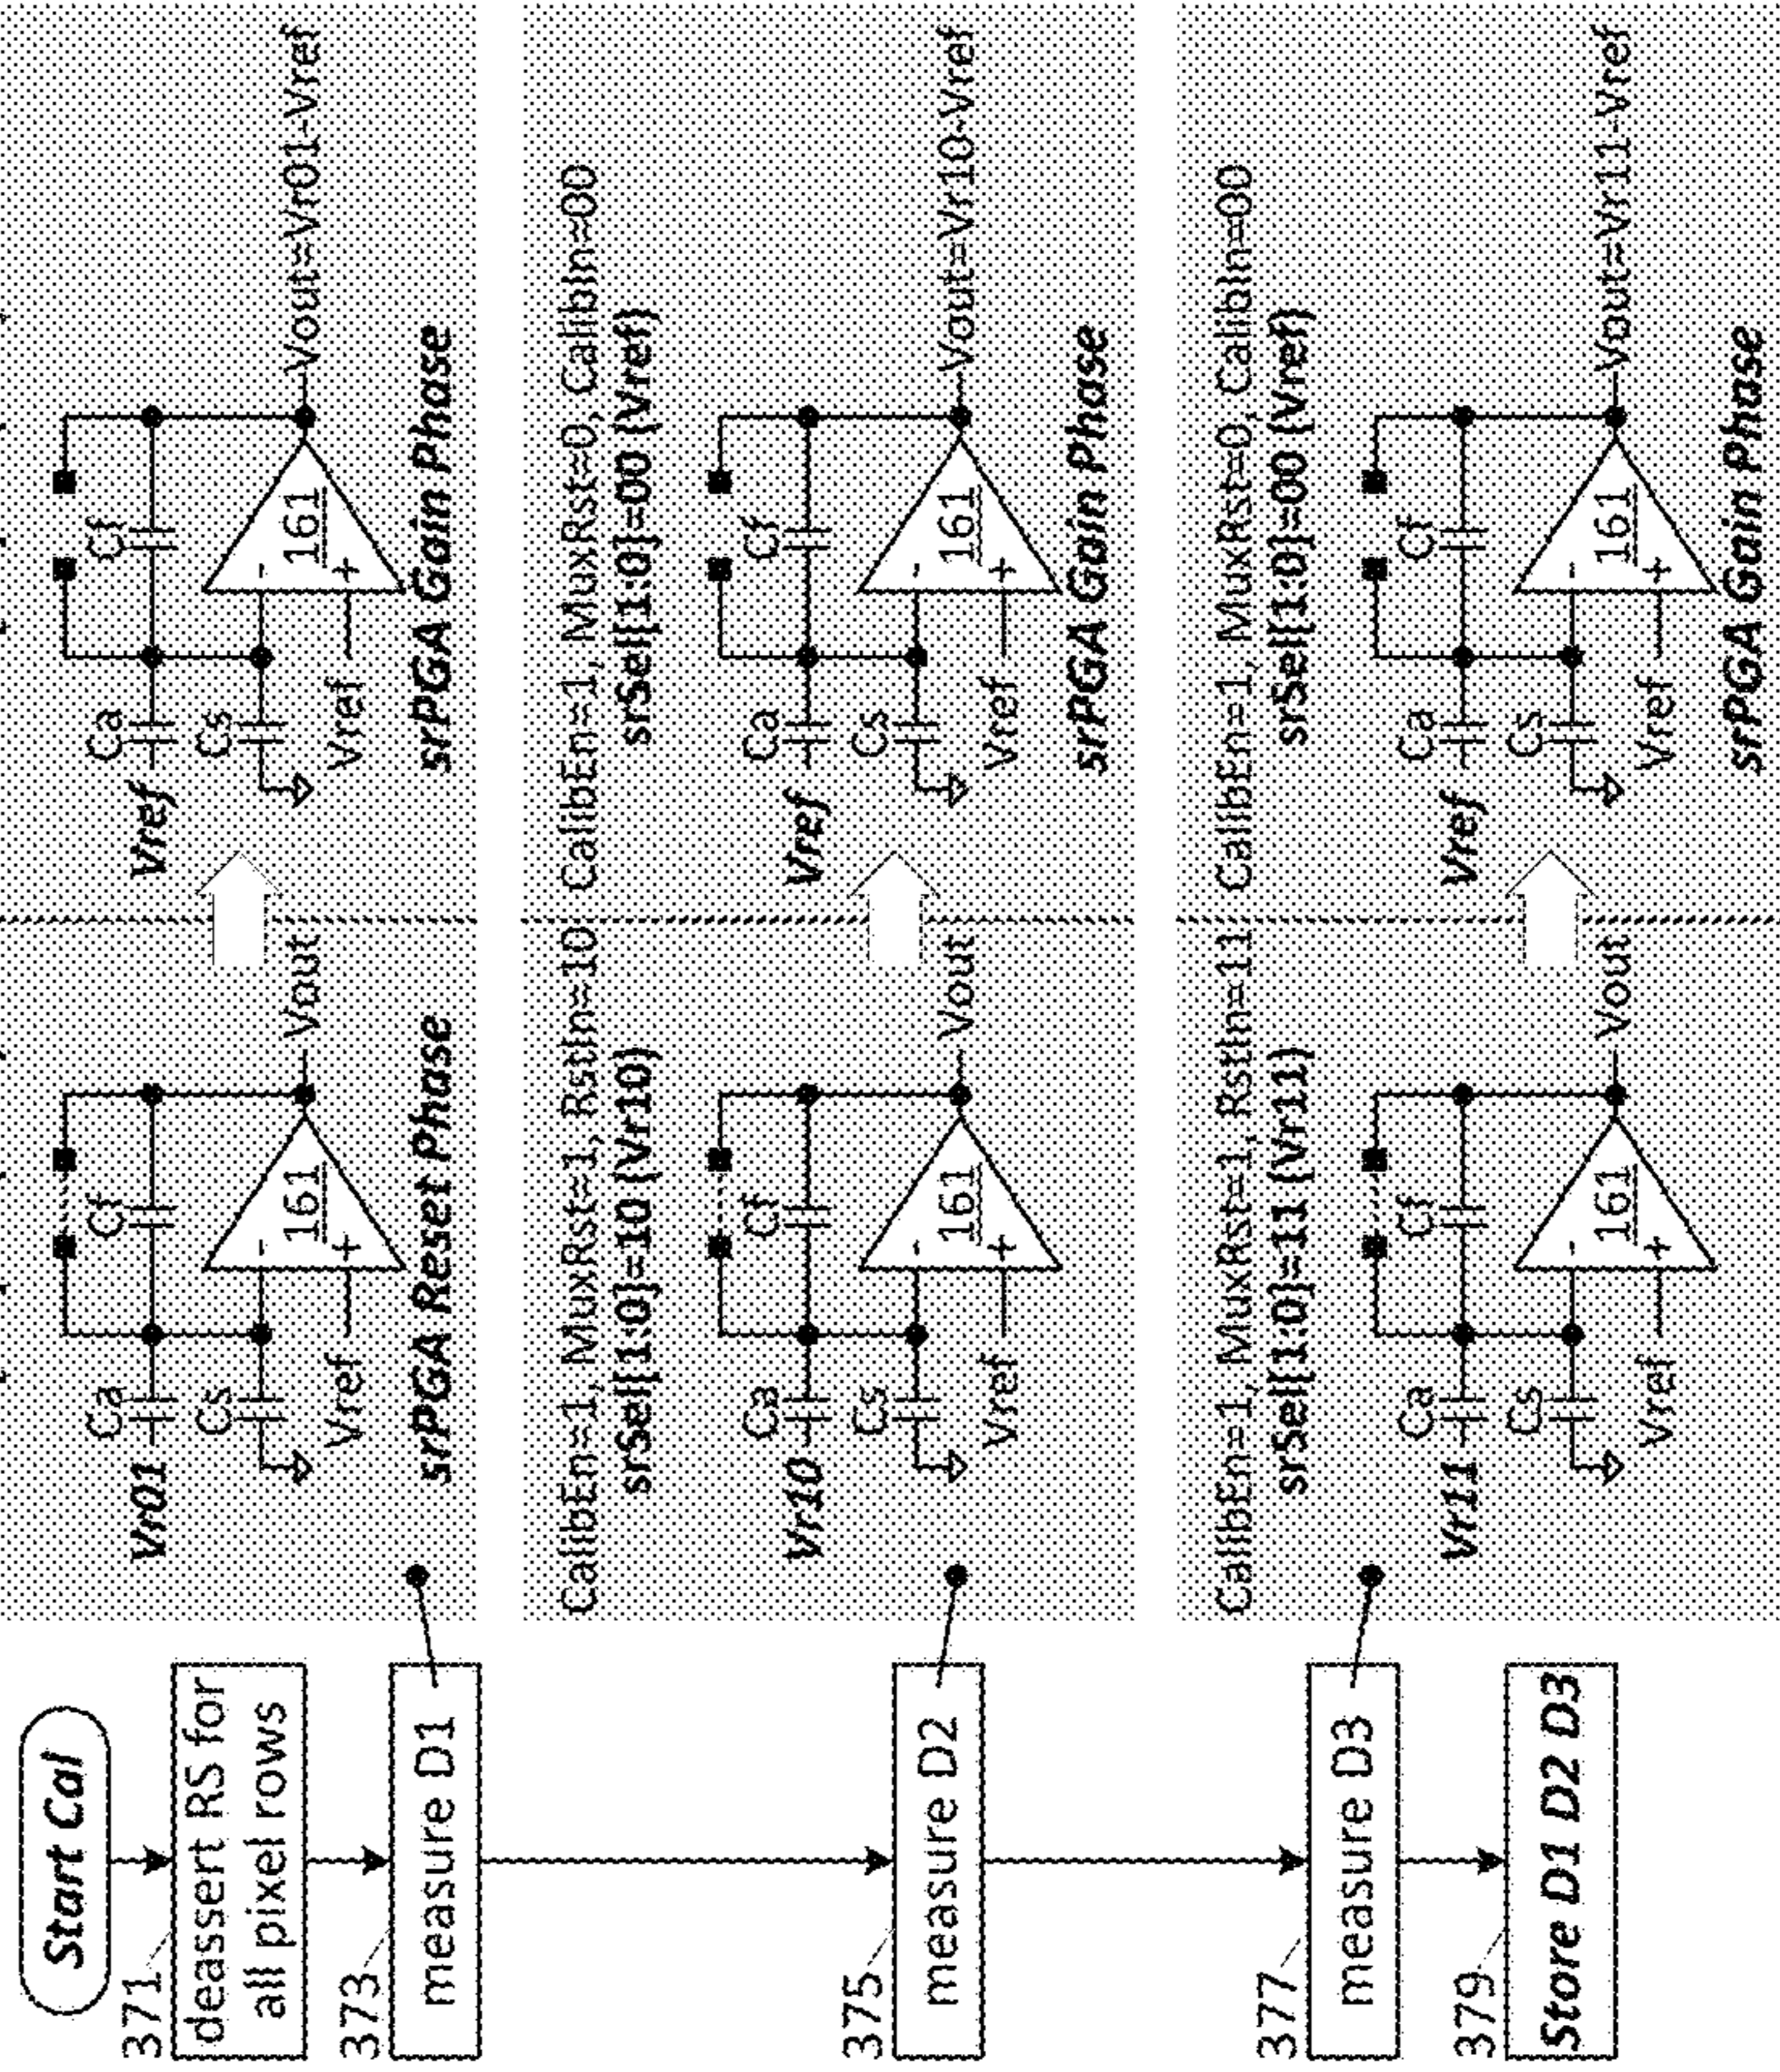 Start Cal
371
deassert RS for
all pixel rows
373
measure D1
375
measure D2
377
measure D3
379
Store D1 D2 D3
Vr01
Ca
Cf
Cs
-
161
+
Vref
Vout
srPGA Reset Phase
Vref
Ca
Cf
Cs
-
161
+
Vref
Vout=Vr01-Vref
srPGA Gain Phase
CalibEn=1, MuxRst=1, RstIn=10
srSel[1:0]=10 (Vr10)
Vr10
Ca
Cf
Cs
-
161
+
Vref
Vout
CalibEn=1, MuxRst=0, CalibIn=00
srSel[1:0]=00 (Vref)
Vref
Ca
Cf
Cs
-
161
+
Vref
Vout=Vr10-Vref
srPGA Gain Phase
CalibEn=1, MuxRst=1, RstIn=11
srSel[1:0]=11 (Vr11)
Vr11
Ca
Cf
Cs
-
161
+
Vref
Vout
CalibEn=1, MuxRst=0, CalibIn=00
srSel[1:0]=00 (Vref)
Vref
Ca
Cf
Cs
-
161
+
Vref
Vout=Vr11-Vref
srPGA Gain Phase